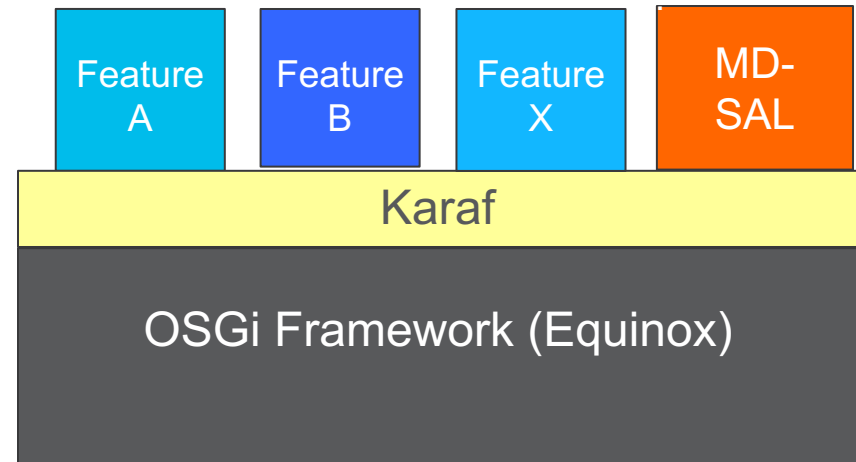 Feature
A
Feature
B
Feature
X
MD-
SAL
Karaf
OSGi Framework (Equinox)